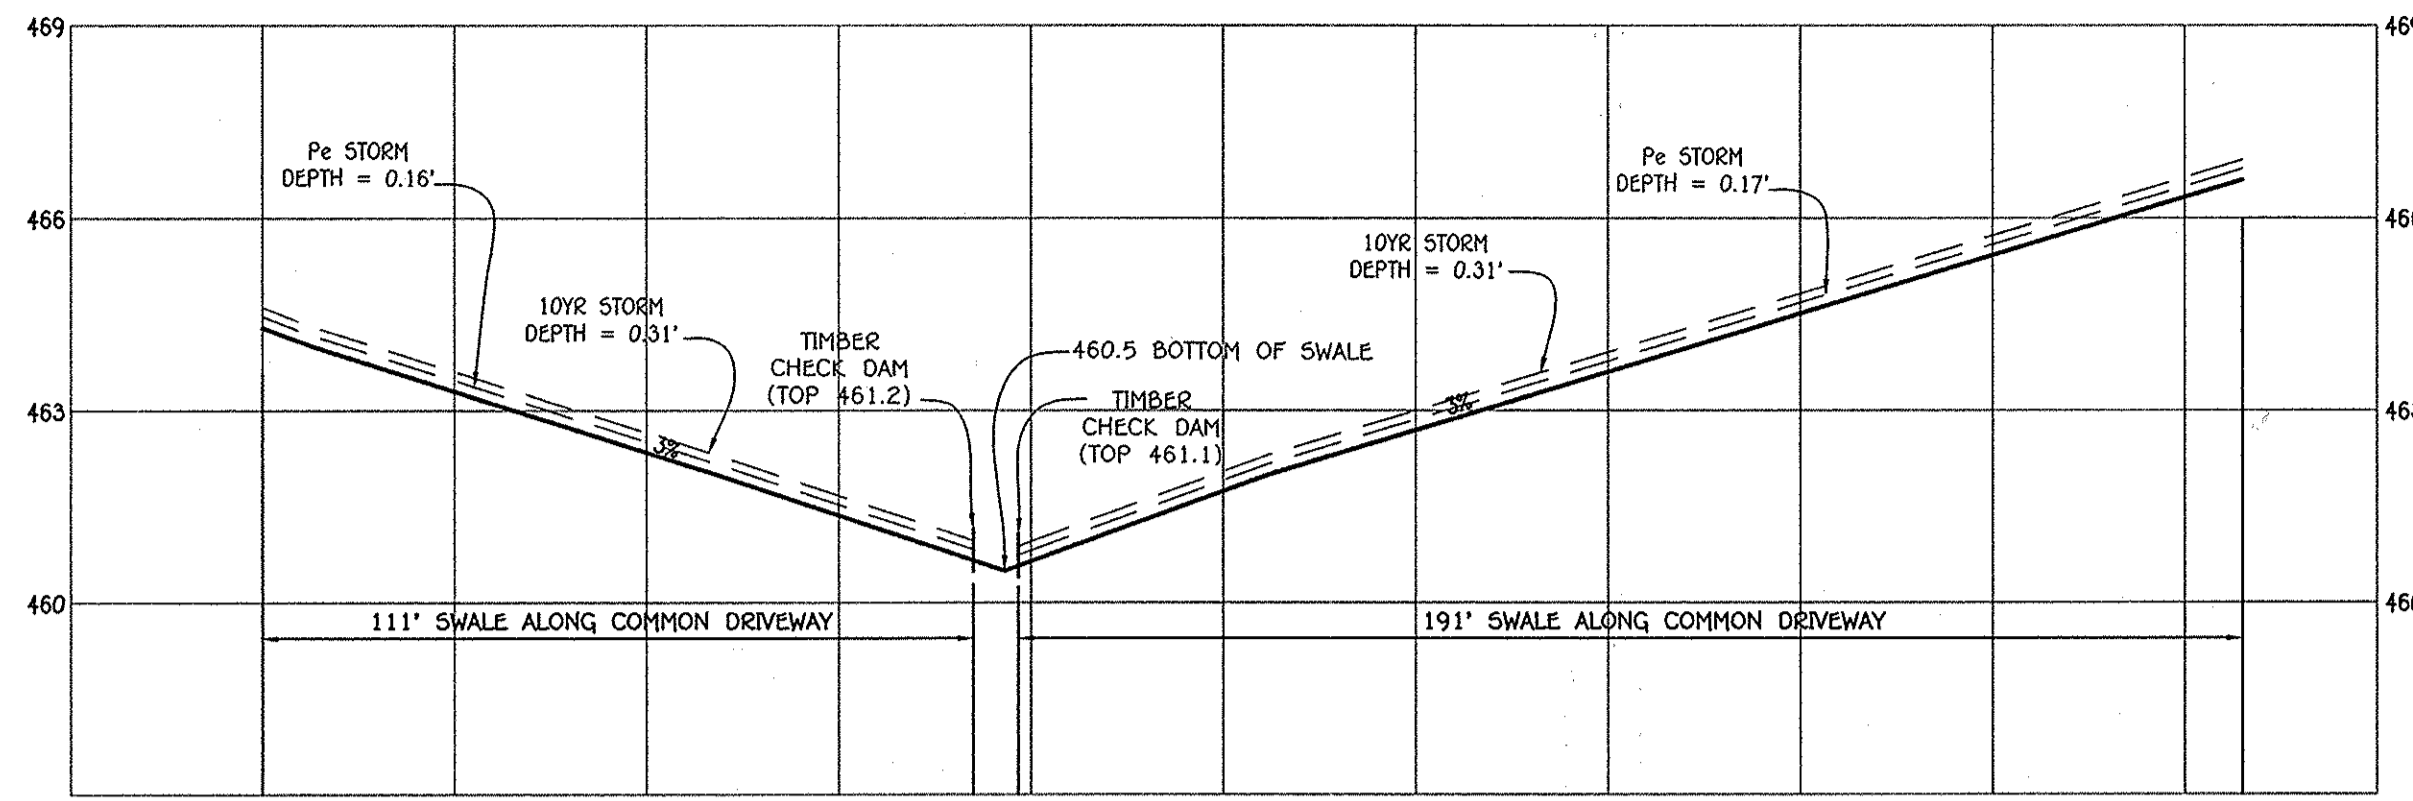 469
469
Pe STORM
DEPTH = 0.16'
Pe STORM
DEPTH = 0.17'
466
10YR STORM
DEPTH = 0.31'
10YR STORM
DEPTH = 0.31'
TIMBER
CHECK DAM
(TOP 461.2)
460.5 BOTTOM OF SWALE
TIMBER
CHECK DAM
(TOP 461.1)
3%
3%
463
463
460
111' SWALE ALONG COMMON DRIVEWAY
191' SWALE ALONG COMMON DRIVEWAY